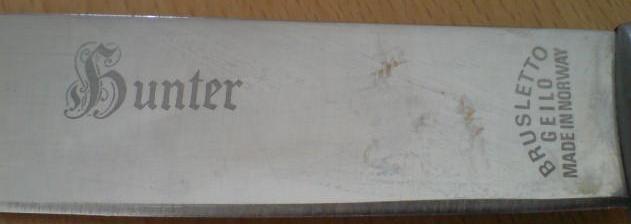 Hunter
BRUSLETTO
GEILO
MADE IN NORWAY